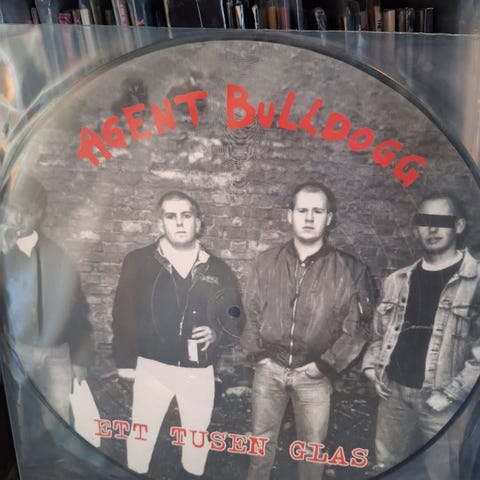 AGENT BULLDOGG
ETT TUSEN GLAS